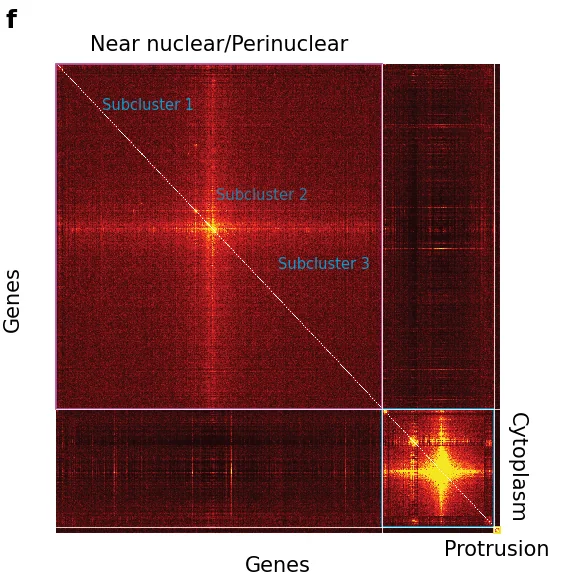 f
Near nuclear/Perinuclear
Subcluster 1
Subcluster 2
Subcluster 3
Genes
Cytoplasm
Protrusion
Genes